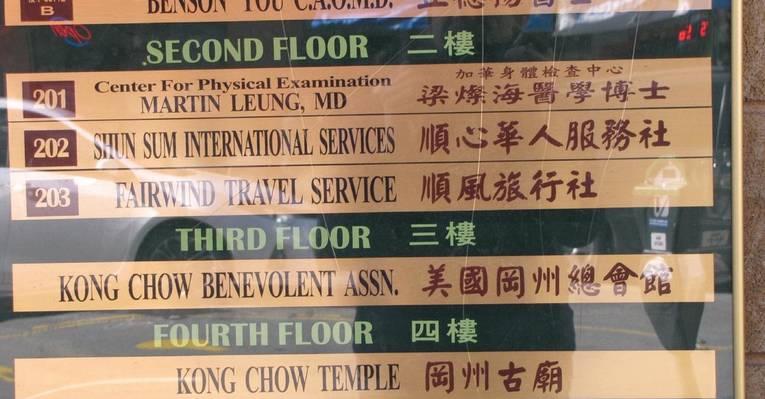 B BENSON YOU C.A.O.M.D.
.SECOND FLOOR 二樓
201 Center For Physical Examination 加華身體檢查中心
MARTIN LEUNG, MD 梁燦海醫學博士
202 SHUN SUM INTERNATIONAL SERVICES 順心華人服務社
203 FAIRWIND TRAVEL SERVICE 順風旅行社
THIRD FLOOR 三樓
KONG CHOW BENEVOLENT ASSN. 美國岡州總會館
FOURTH FLOOR 四樓
KONG CHOW TEMPLE 岡州古廟